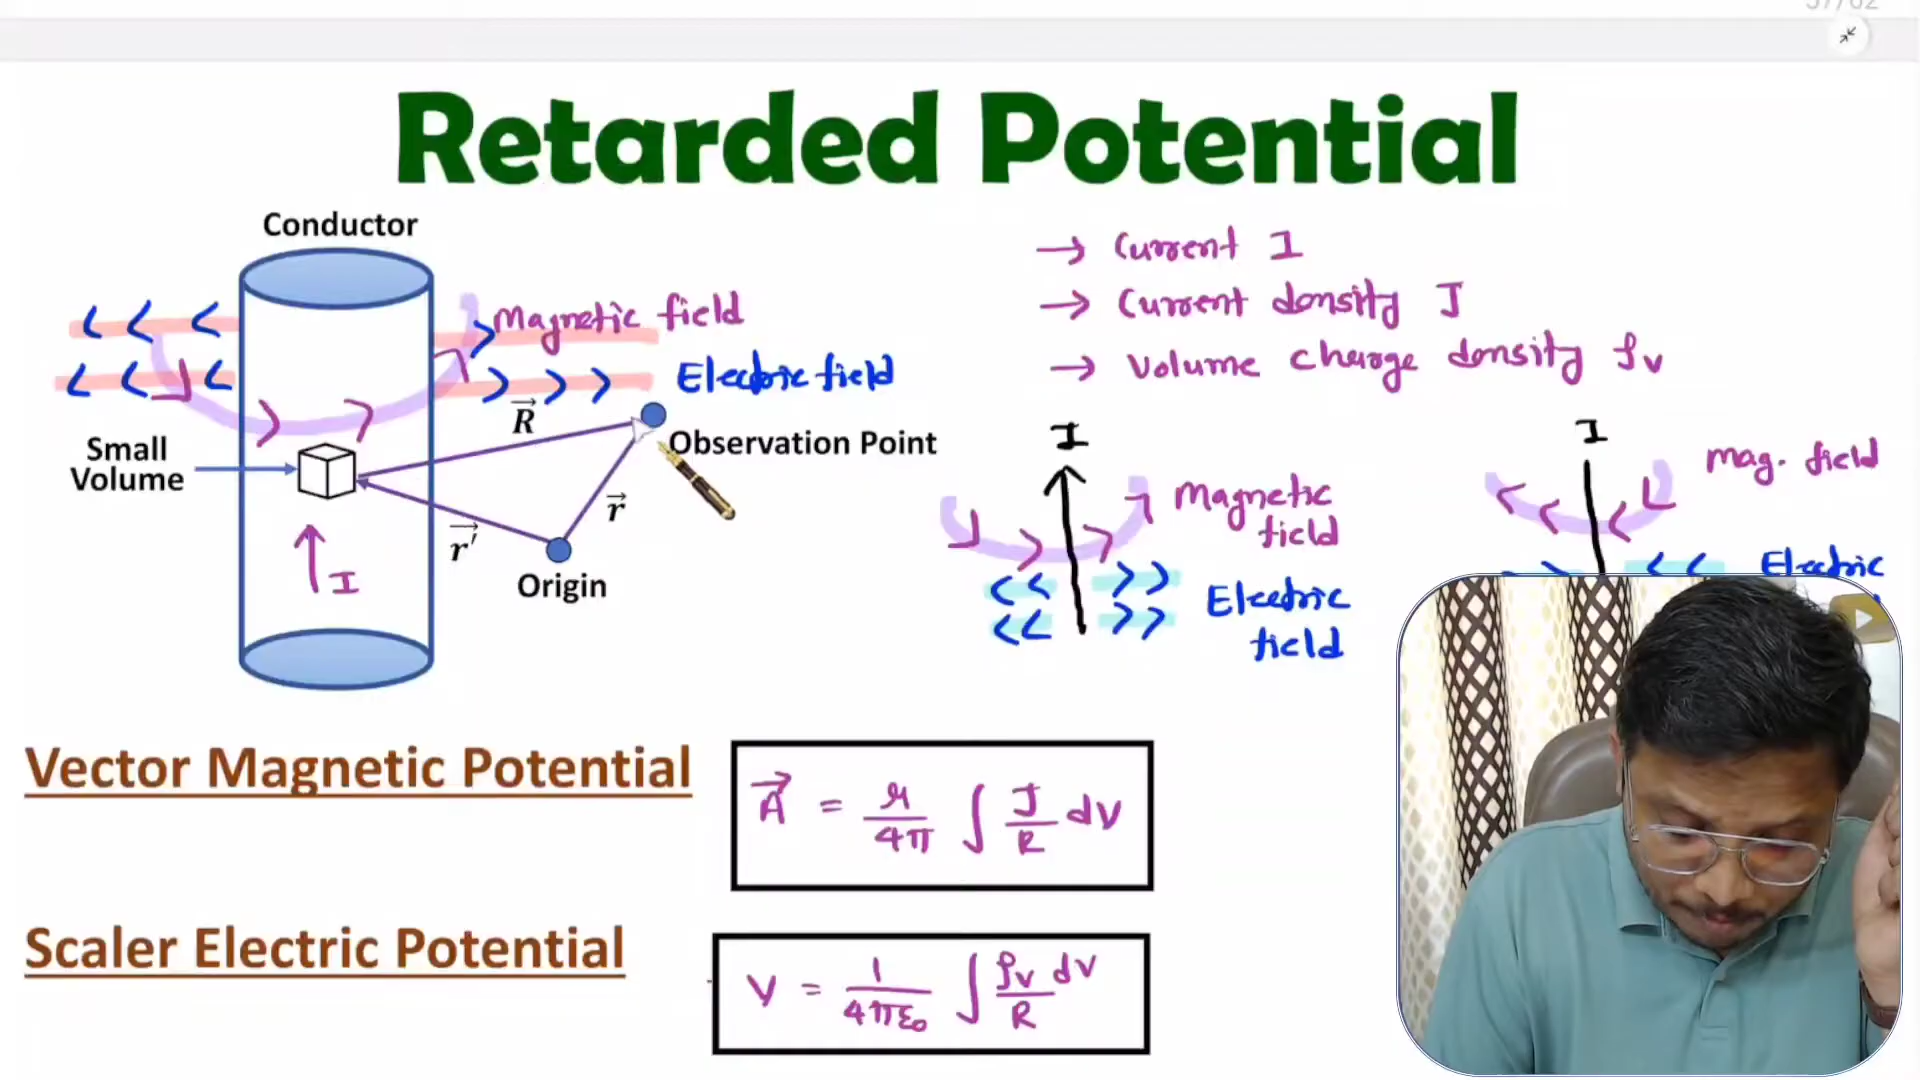 Retarded Potential
Conductor
Magnetic field
Electric field
R
Small
Volume
Observation Point
r
r'
Origin
I
→ Current I
→ Current density J
→ Volume charge density ρv
I
Magnetic
field
Electric
field
I
Mag. field
Electric
Vector Magnetic Potential
A = μ/4π ∫ J/R dv
Scaler Electric Potential
V = 1/4πε₀ ∫ ρv/R dv